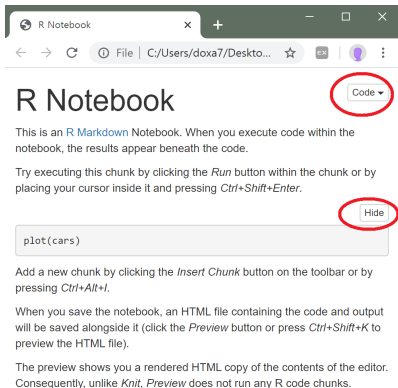 R Notebook
File C:/Users/doxa7/Deskto...
EX
Code
R Notebook
This is an R Markdown Notebook. When you execute code within the
notebook, the results appear beneath the code.
Try executing this chunk by clicking the Run button within the chunk or by
placing your cursor inside it and pressing Ctrl+Shift+Enter.
Hide
plot(cars)
Add a new chunk by clicking the Insert Chunk button on the toolbar or by
pressing Ctrl+Alt+I.
When you save the notebook, an HTML file containing the code and output
will be saved alongside it (click the Preview button or press Ctrl+Shift+K to
preview the HTML file).
The preview shows you a rendered HTML copy of the contents of the editor.
Consequently, unlike Knit, Preview does not run any R code chunks.